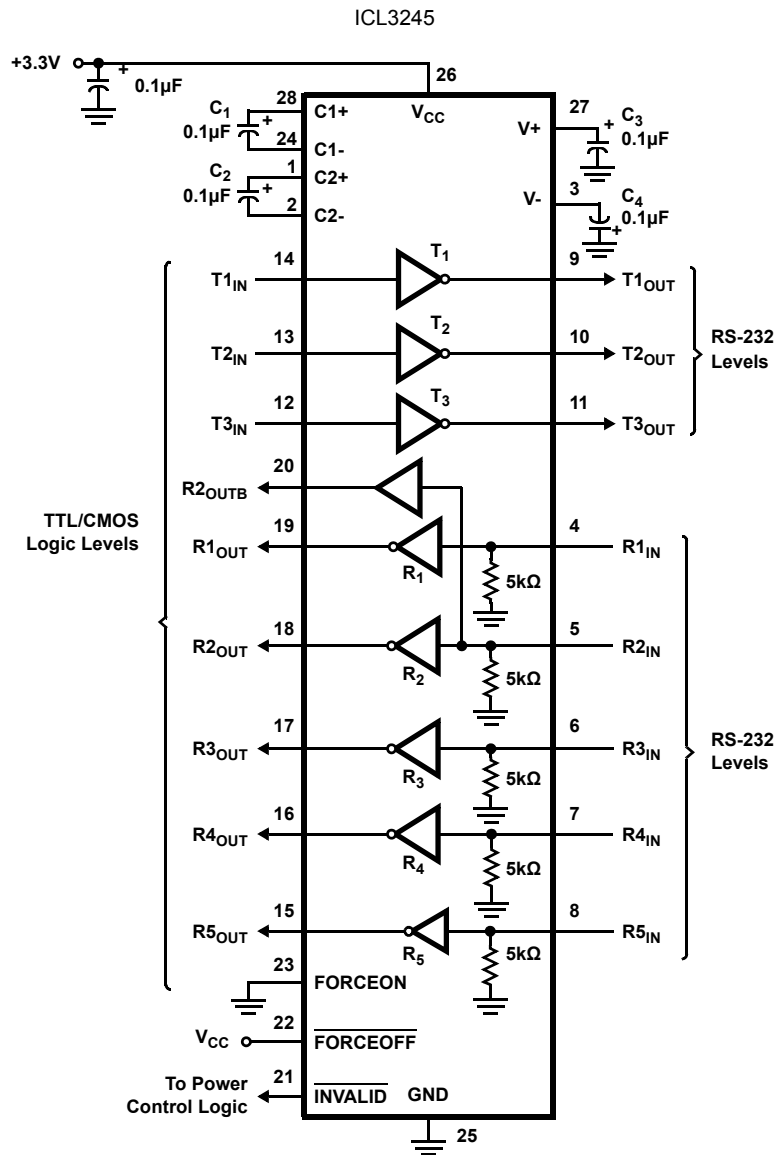 ICL3245
+3.3V
+
0.1µF
26
28
C1+
VCC
27
C1
0.1µF
+
24
C1-
V+
+
C3
0.1µF
1
C2+
C2
0.1µF
+
2
C2-
V-
3
C4
0.1µF
+
T1IN
14
T1
9
T1OUT
T2IN
13
T2
10
T2OUT
RS-232
Levels
T3IN
12
T3
11
T3OUT
R2OUTB
20
TTL/CMOS
Logic Levels
R1OUT
19
R1
5kΩ
4
R1IN
R2OUT
18
R2
5kΩ
5
R2IN
R3OUT
17
R3
5kΩ
6
R3IN
RS-232
Levels
R4OUT
16
R4
5kΩ
7
R4IN
R5OUT
15
R5
5kΩ
8
R5IN
23
FORCEON
VCC
22
FORCEOFF
To Power
Control Logic
21
INVALID
GND
25